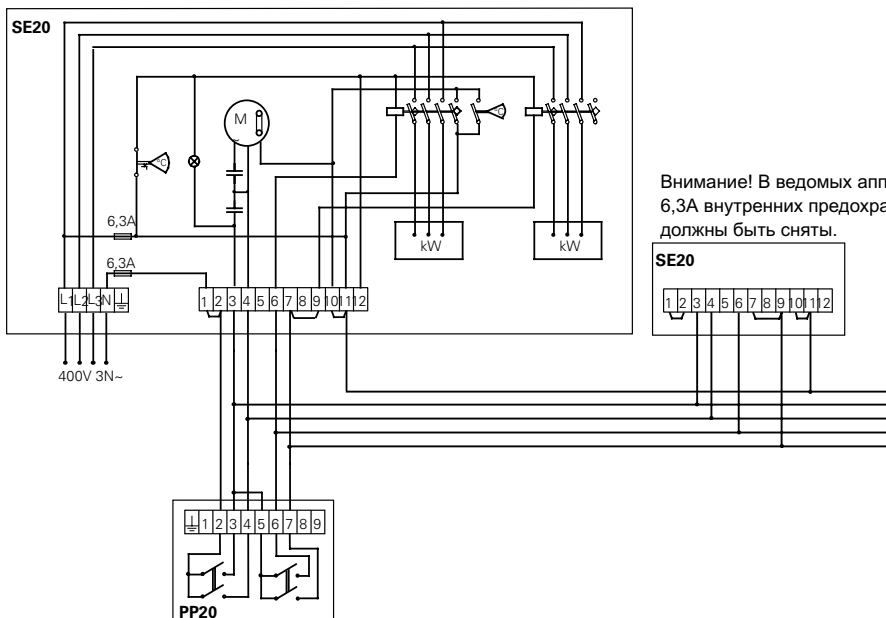 SE20
M
~
°C
°C
6,3A
6,3A
kW
kW
L1 L2 L3 N
1 2 3 4 5 6 7 8 9 10 11 12
400V 3N~
Внимание! В ведомых
6,3A внутренних
должны быть сняты.
SE20
1 2 3 4 5 6 7 8 9 10 11 12
1 2 3 4 5 6 7 8 9
PP20